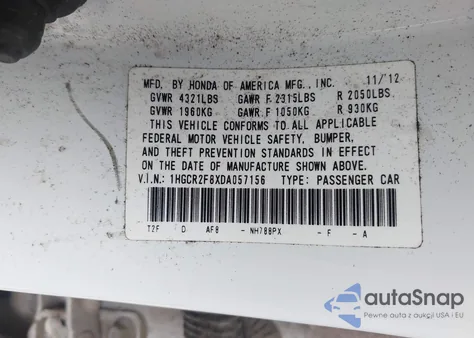 MFD. BY HONDA OF AMERICA MFG., INC. 11/12
GVWR 4321LBS GAWR F 2315LBS R 2050LBS
GVWR 1960KG GAWR F 1050KG R 930KG
THIS VEHICLE CONFORMS TO ALL APPLICABLE
FEDERAL MOTOR VEHICLE SAFETY, BUMPER,
AND THEFT PREVENTION STANDARDS IN EFFECT
ON THE DATE OF MANUFACTURE SHOWN ABOVE.
V.I.N.: 1HGCR2F8XDA057156 TYPE: PASSENGER CAR
T2F D AF8 - NH788PX - F - A
autoSnap
Pewne auta z aukcji USA i EU